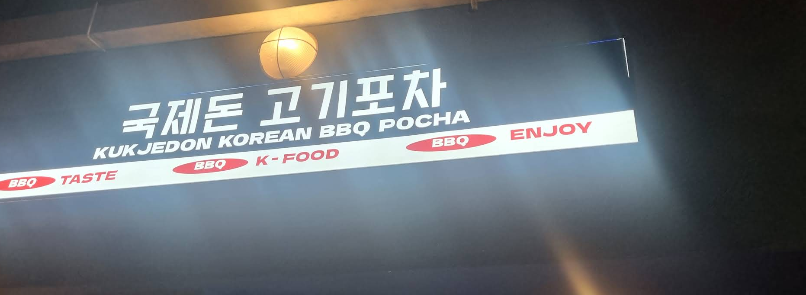 국제돈 고기포차
KUKJEDON KOREAN BBQ POCHA
BBQ TASTE BBQ K-FOOD BBQ ENJOY